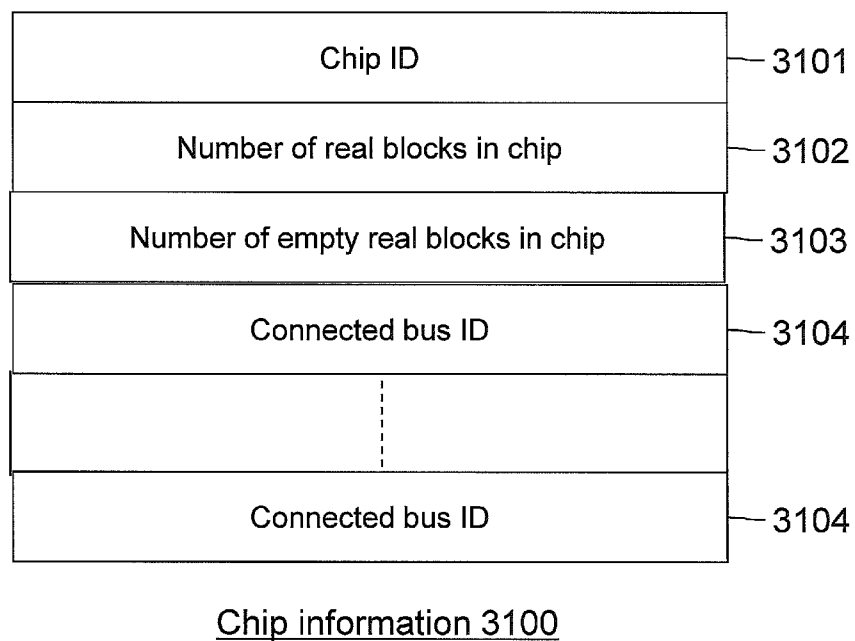 Chip ID 3101
Number of real blocks in chip 3102
Number of empty real blocks in chip 3103
Connected bus ID 3104
Connected bus ID 3104
Chip information 3100